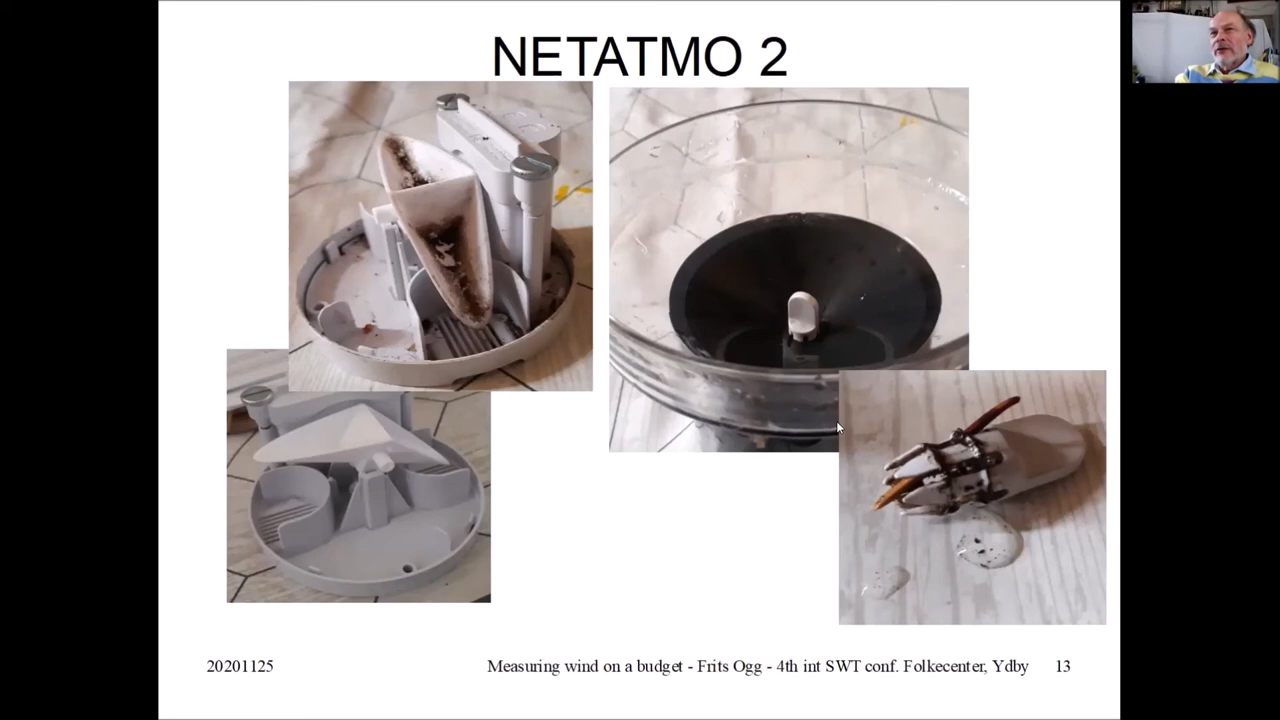 NETATMO 2
20201125
Measuring wind on a budget - Frits Ogg - 4th int SWT conf. Folkecenter, Ydby
13